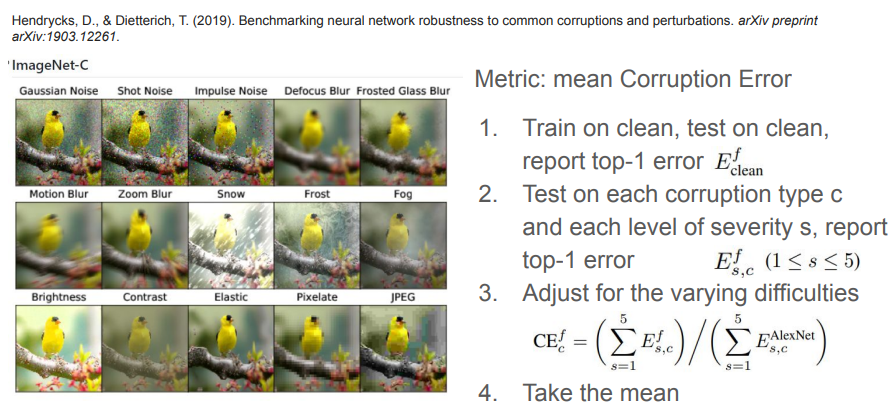 Hendrycks, D., & Dietterich, T. (2019). Benchmarking neural network robustness to common corruptions and perturbations. arXiv preprint
arXiv:1903.12261.
ImageNet-C
Gaussian Noise Shot Noise Impulse Noise Defocus Blur Frosted Glass Blur
Motion Blur Zoom Blur Snow Frost Fog
Brightness Contrast Elastic Pixelate JPEG
Metric: mean Corruption Error
1. Train on clean, test on clean,
report top-1 error E^f_clean
2. Test on each corruption type c
and each level of severity s, report
top-1 error E^f_{s,c} (1 ≤ s ≤ 5)
3. Adjust for the varying difficulties
CE^f_c = (∑_{s=1}^{5} E^f_{s,c}) / (∑_{s=1}^{5} E^{AlexNet}_{s,c})
4. Take the mean